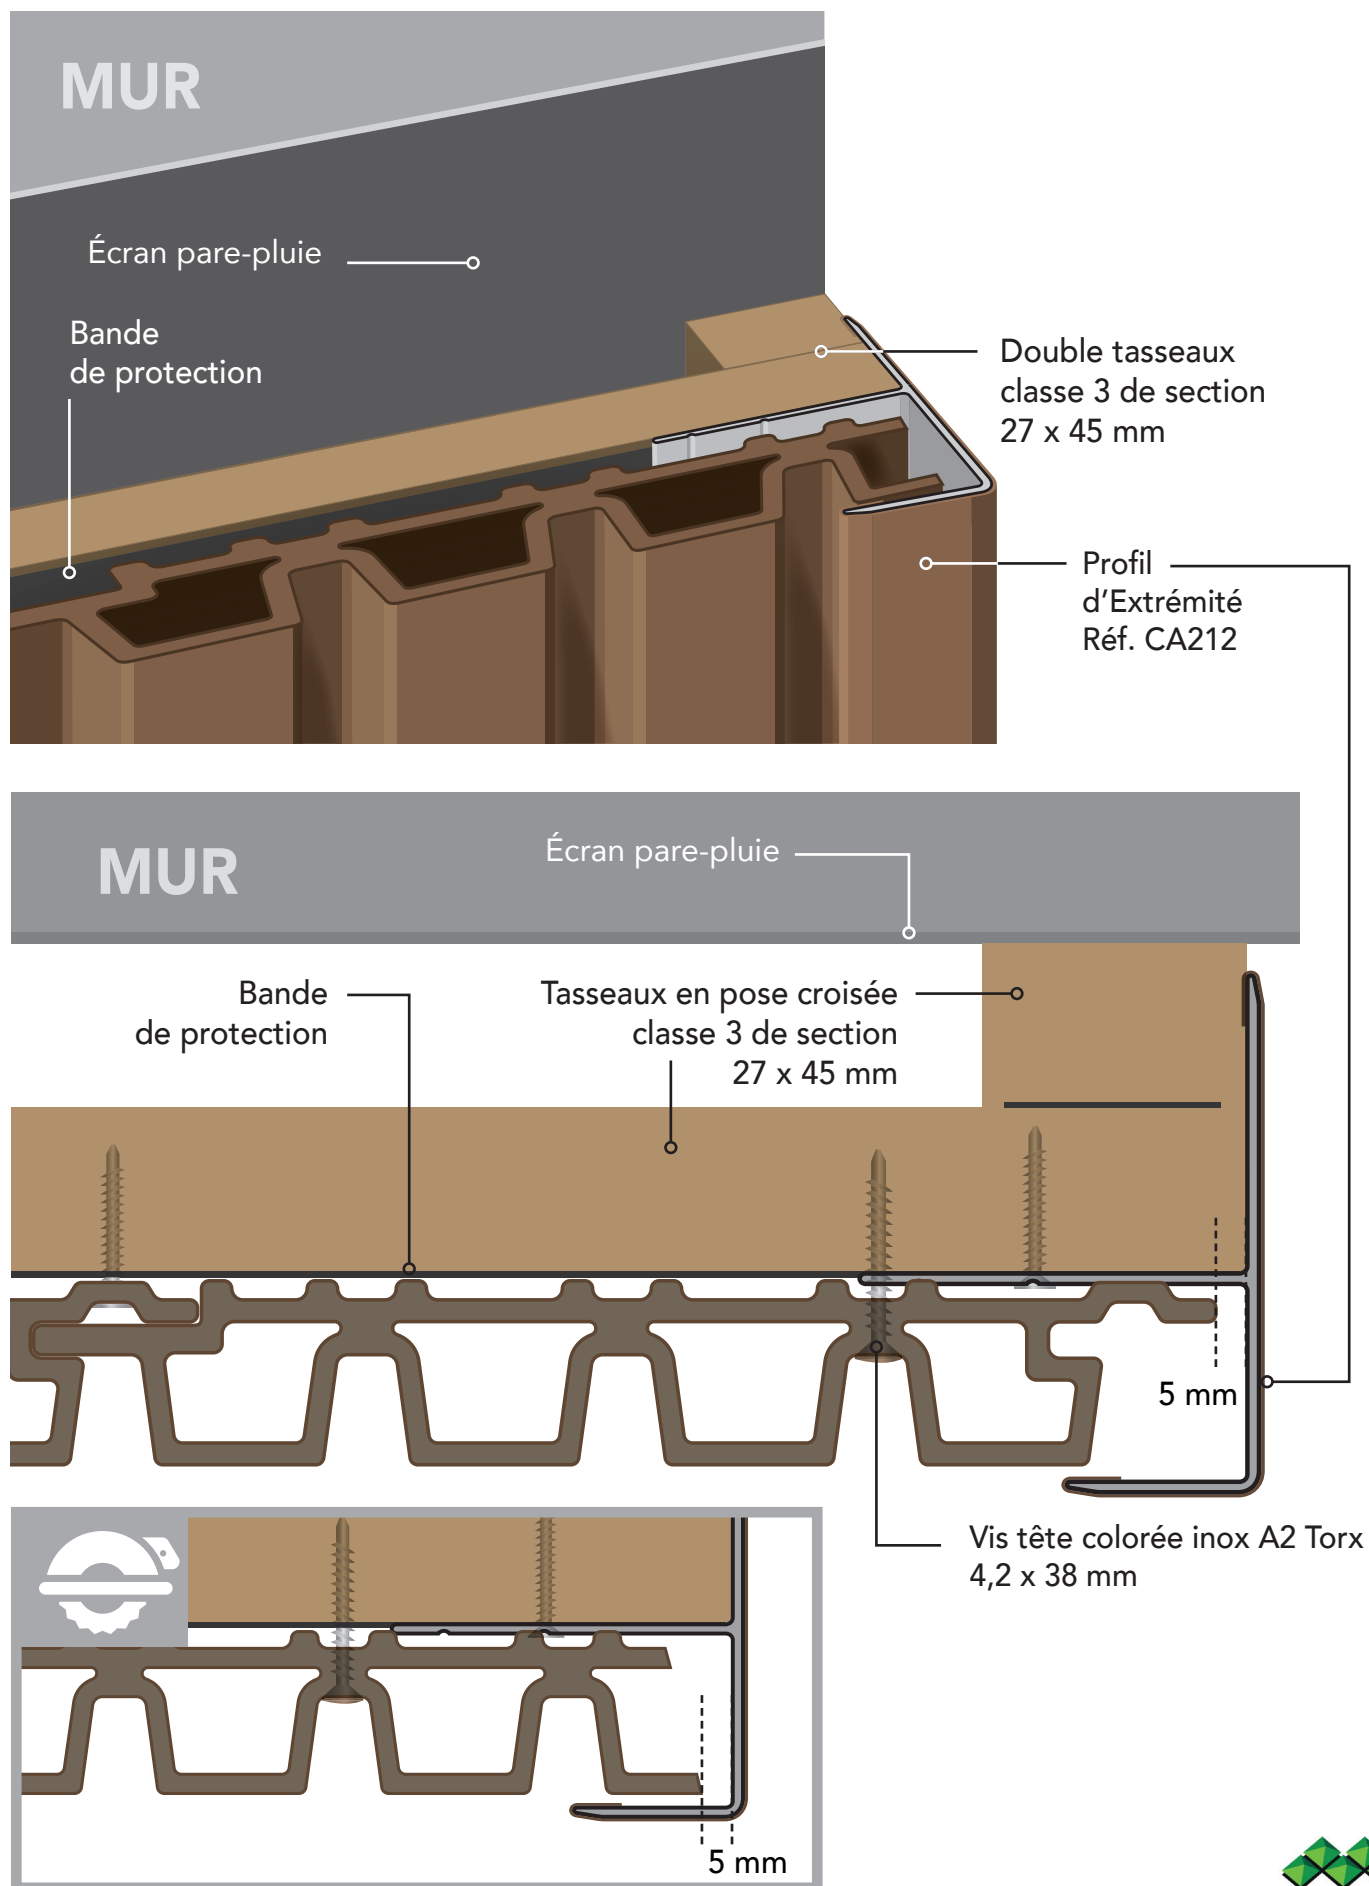 MUR
Écran pare-pluie
Bande
de protection
Double tasseaux
classe 3 de section
27 x 45 mm
Profil
d’Extrémité
Réf. CA212
MUR
Écran pare-pluie
Bande
de protection
Tasseaux en pose croisée
classe 3 de section
27 x 45 mm
5 mm
Vis tête colorée inox A2 Torx
4,2 x 38 mm
5 mm